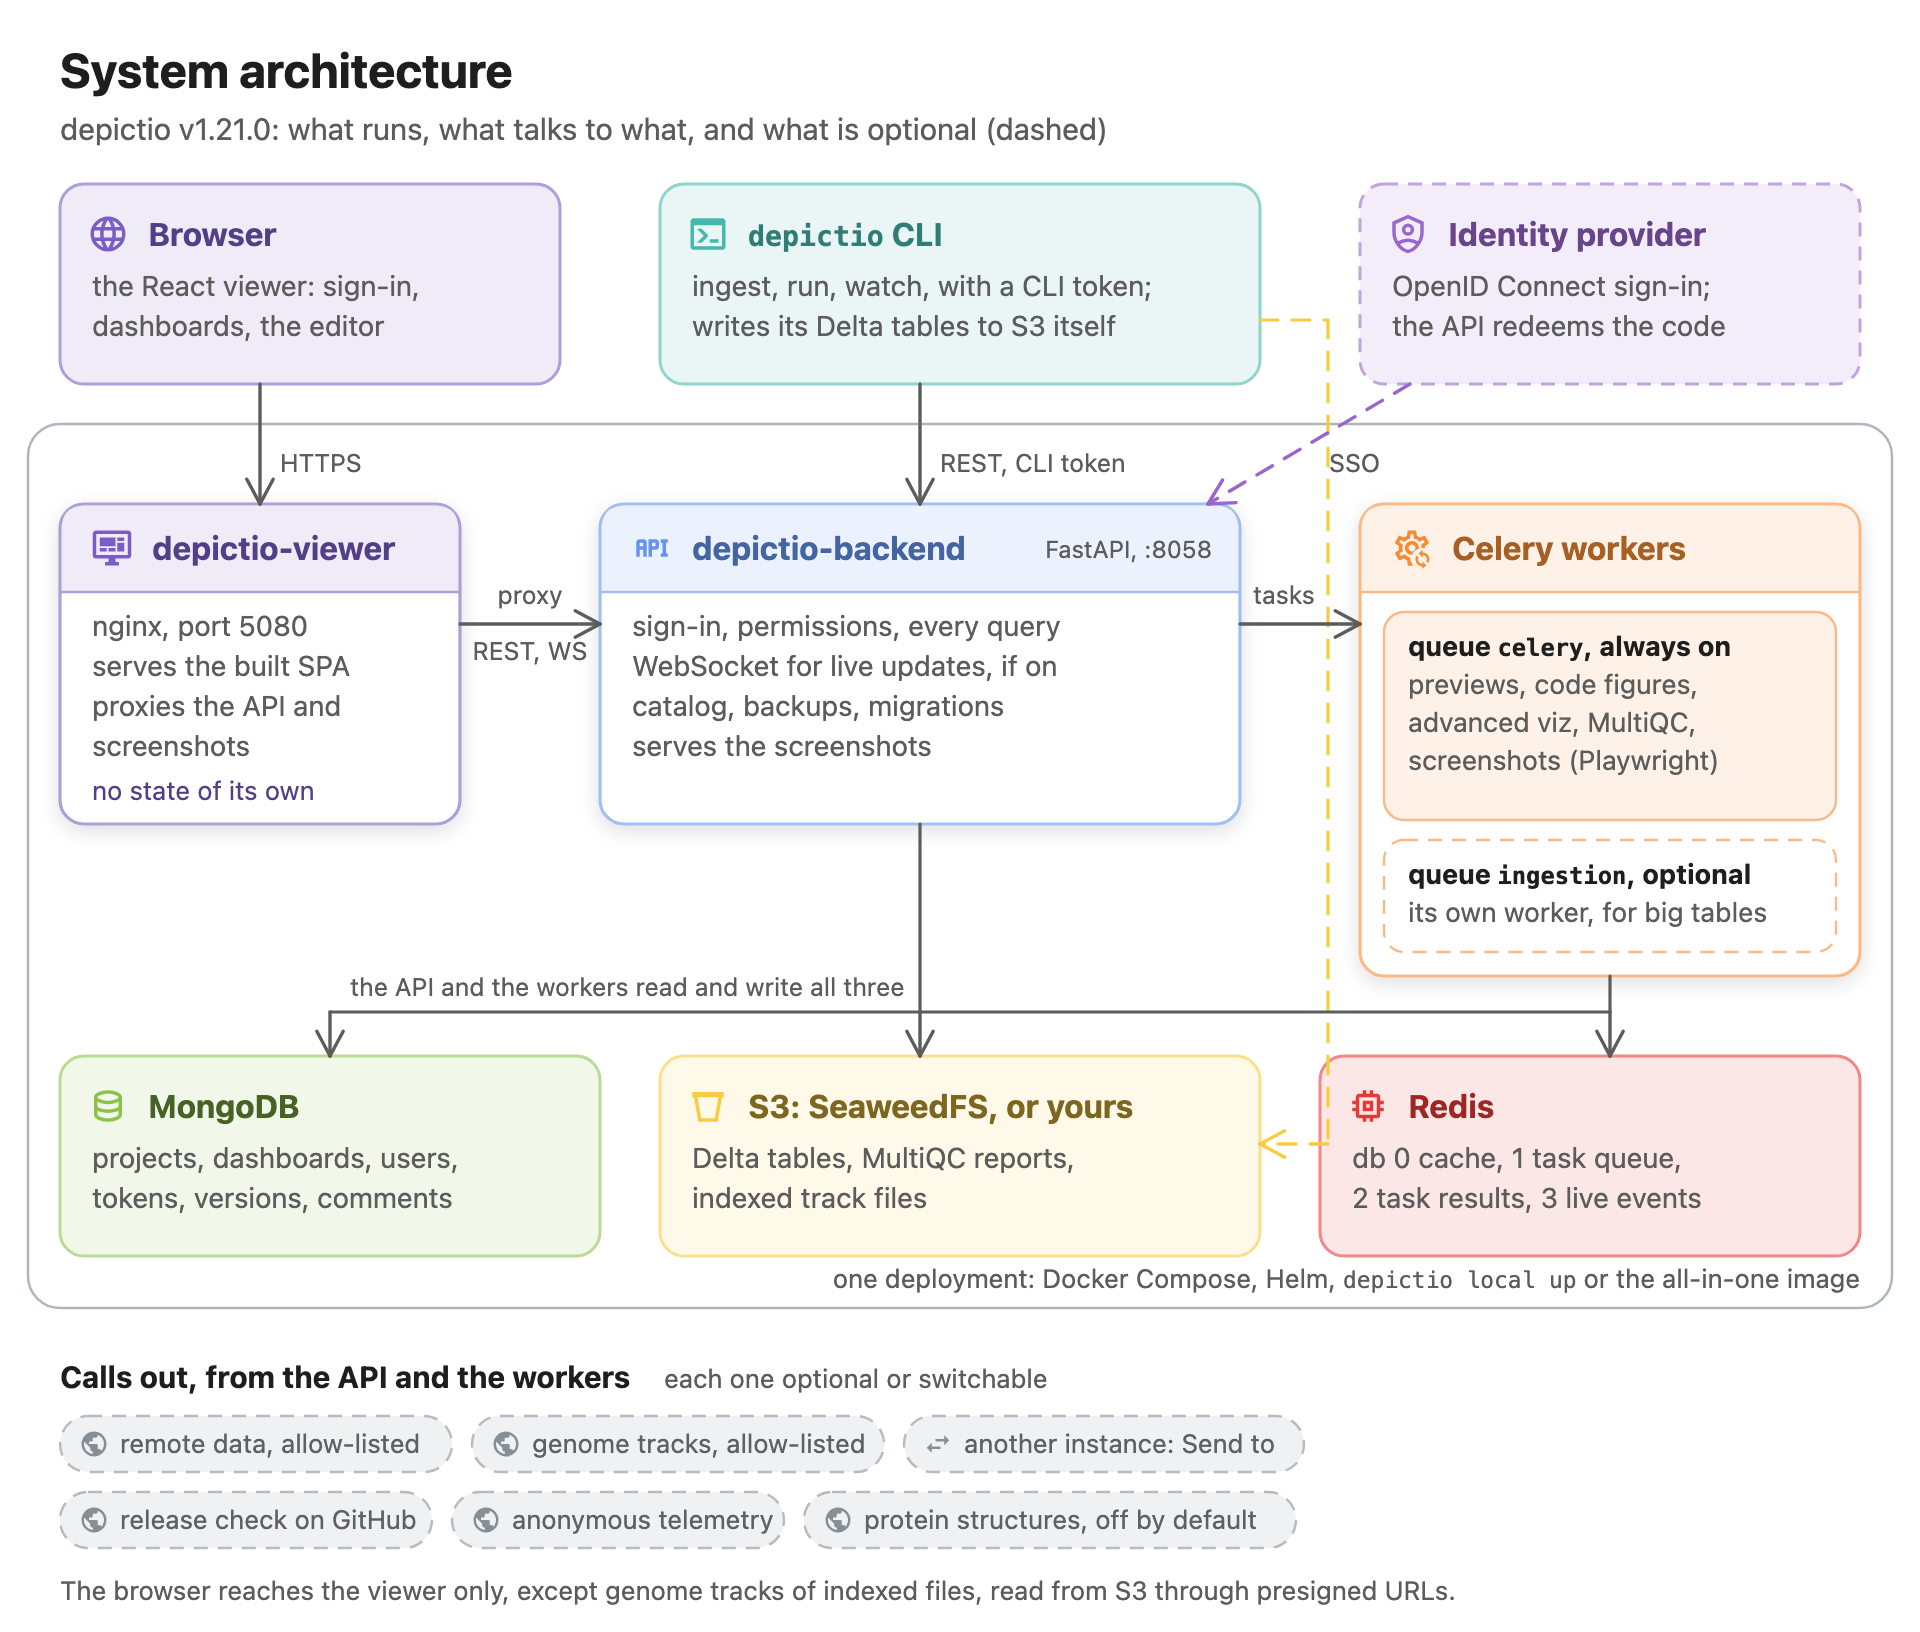 System architecture
depictio v1.21.0: what runs, what talks to what, and what is optional (dashed)
Browser
the React viewer: sign-in,
dashboards, the editor
depictio CLI
ingest, run, watch, with a CLI token;
writes its Delta tables to S3 itself
Identity provider
OpenID Connect sign-in;
the API redeems the code
HTTPS
REST, CLI token
SSO
depictio-viewer
nginx, port 5080
serves the built SPA
proxies the API and
screenshots
no state of its own
proxy
REST, WS
API
depictio-backend
FastAPI, :8058
sign-in, permissions, every query
WebSocket for live updates, if on
catalog, backups, migrations
serves the screenshots
tasks
Celery workers
queue celery, always on
previews, code figures,
advanced viz, MultiQC,
screenshots (Playwright)
queue ingestion, optional
its own worker, for big tables
the API and the workers read and write all three
MongoDB
projects, dashboards, users,
tokens, versions, comments
S3: SeaweedFS, or yours
Delta tables, MultiQC reports,
indexed track files
Redis
db 0 cache, 1 task queue,
2 task results, 3 live events
one deployment: Docker Compose, Helm, depictio local up or the all-in-one image
Calls out, from the API and the workers
each one optional or switchable
remote data, allow-listed
genome tracks, allow-listed
another instance: Send to
release check on GitHub
anonymous telemetry
protein structures, off by default
The browser reaches the viewer only, except genome tracks of indexed files, read from S3 through presigned URLs.